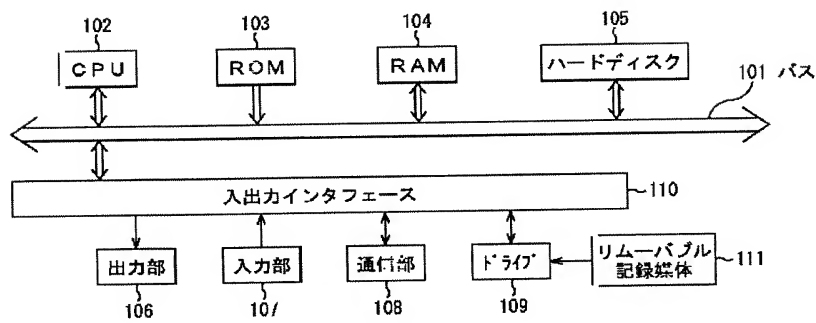 102
103
104
105
CPU
ROM
RAM
ハードディスク
101 バス
入出力インタフェース
110
出力部
入力部
通信部
ドライブ
リムーバブル
記録媒体
111
106
107
108
109